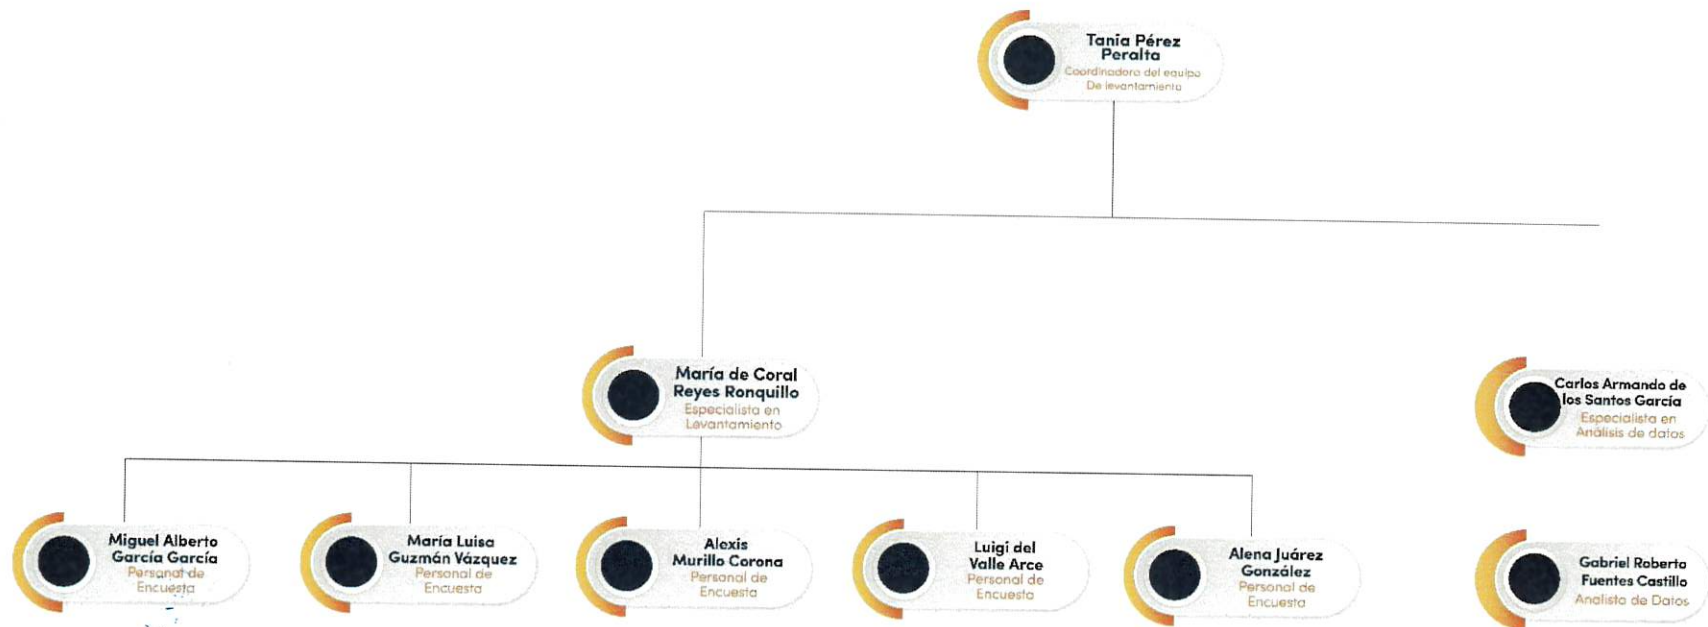 Tania Pérez
Peralta
Coordinadora del equipo
De levantamiento
María de Coral
Reyes Ronquillo
Especialista en
Levantamiento
Carlos Armando de
los Santos García
Especialista en
Análisis de datos
Miguel Alberto
García García
Personal de
Encuesta
María Luisa
Guzmán Vázquez
Personal de
Encuesta
Alexis
Murillo Corona
Personal de
Encuesta
Luigi del
Valle Arce
Personal de
Encuesta
Alena Juárez
González
Personal de
Encuesta
Gabriel Roberto
Fuentes Castillo
Analista de Datos